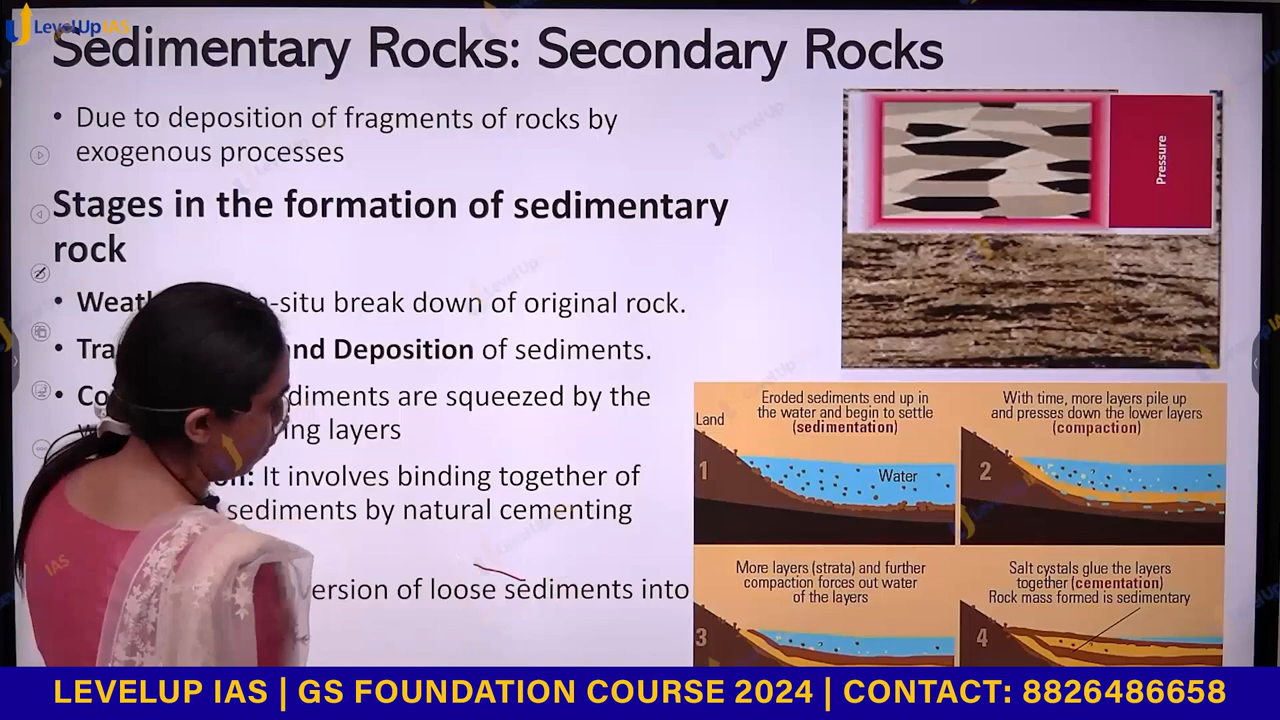 LevelUp IAS
Sedimentary Rocks: Secondary Rocks
• Due to deposition of fragments of rocks by
exogenous processes
Stages in the formation of sedimentary
rock
• Weat n-situ break down of original rock.
• Tra nd Deposition of sediments.
• Co diments are squeezed by the
ing layers
on: It involves binding together of
sediments by natural cementing
version of loose sediments into
Pressure
Eroded sediments end up in
the water and begin to settle
(sedimentation)
Land
1
Water
With time, more layers pile up
and presses down the lower layers
(compaction)
2
More layers (strata) and further
compaction forces out water
of the layers
3
Salt cystals glue the layers
together (cementation)
Rock mass formed is sedimentary
4
LEVELUP IAS | GS FOUNDATION COURSE 2024 | CONTACT: 8826486658